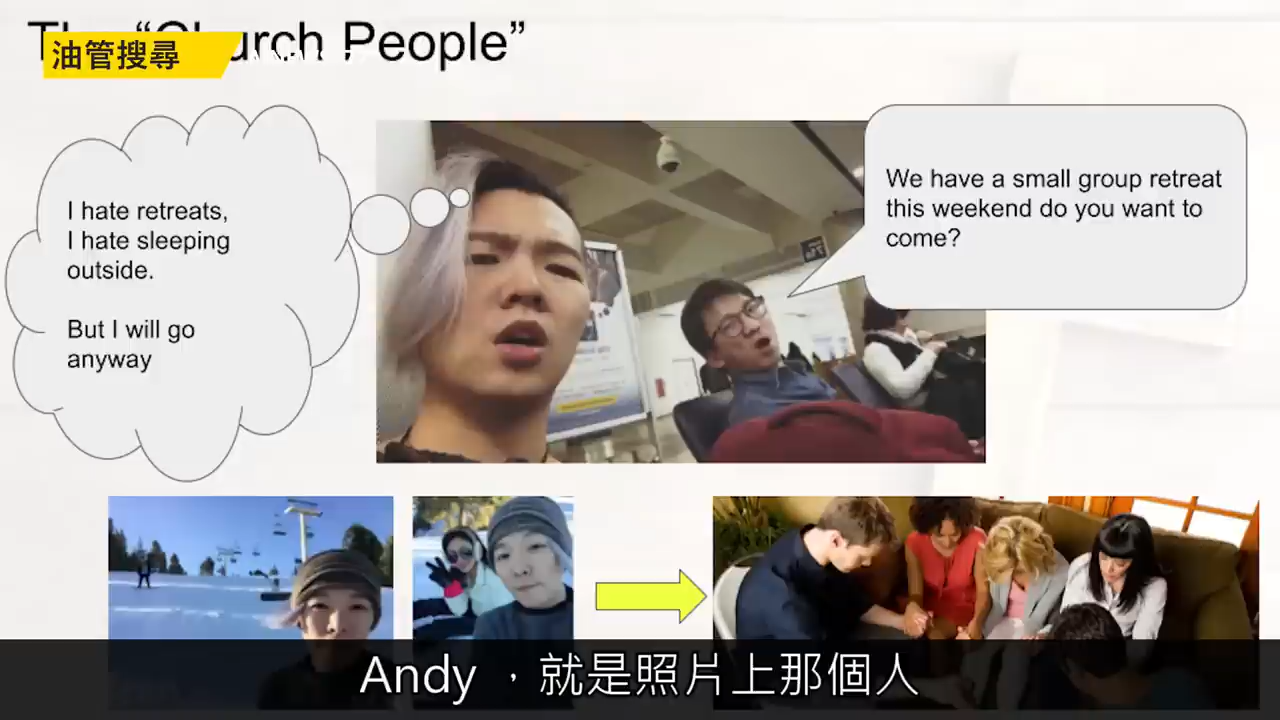 The “Church People”
油管搜尋
I hate retreats,
I hate sleeping
outside.
But I will go
anyway
We have a small group retreat
this weekend do you want to
come?
Andy，就是照片上那個人